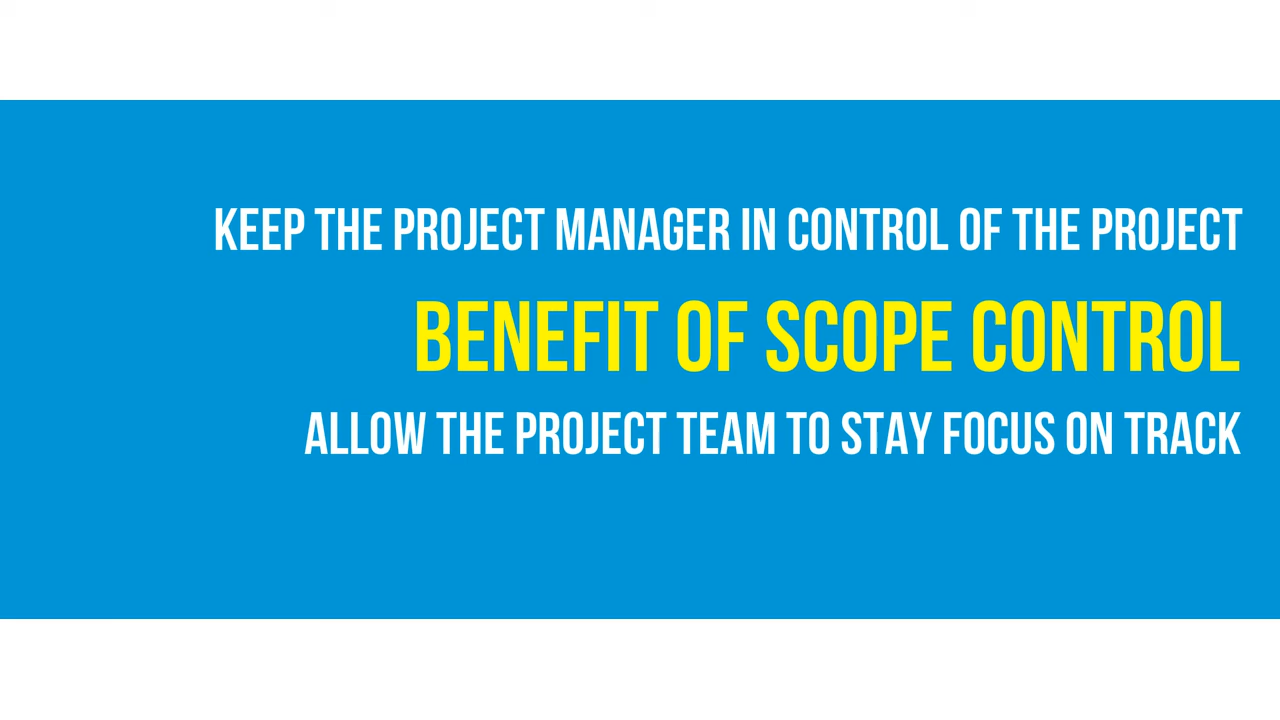 KEEP THE PROJECT MANAGER IN CONTROL OF THE PROJECT
BENEFIT OF SCOPE CONTROL
ALLOW THE PROJECT TEAM TO STAY FOCUS ON TRACK